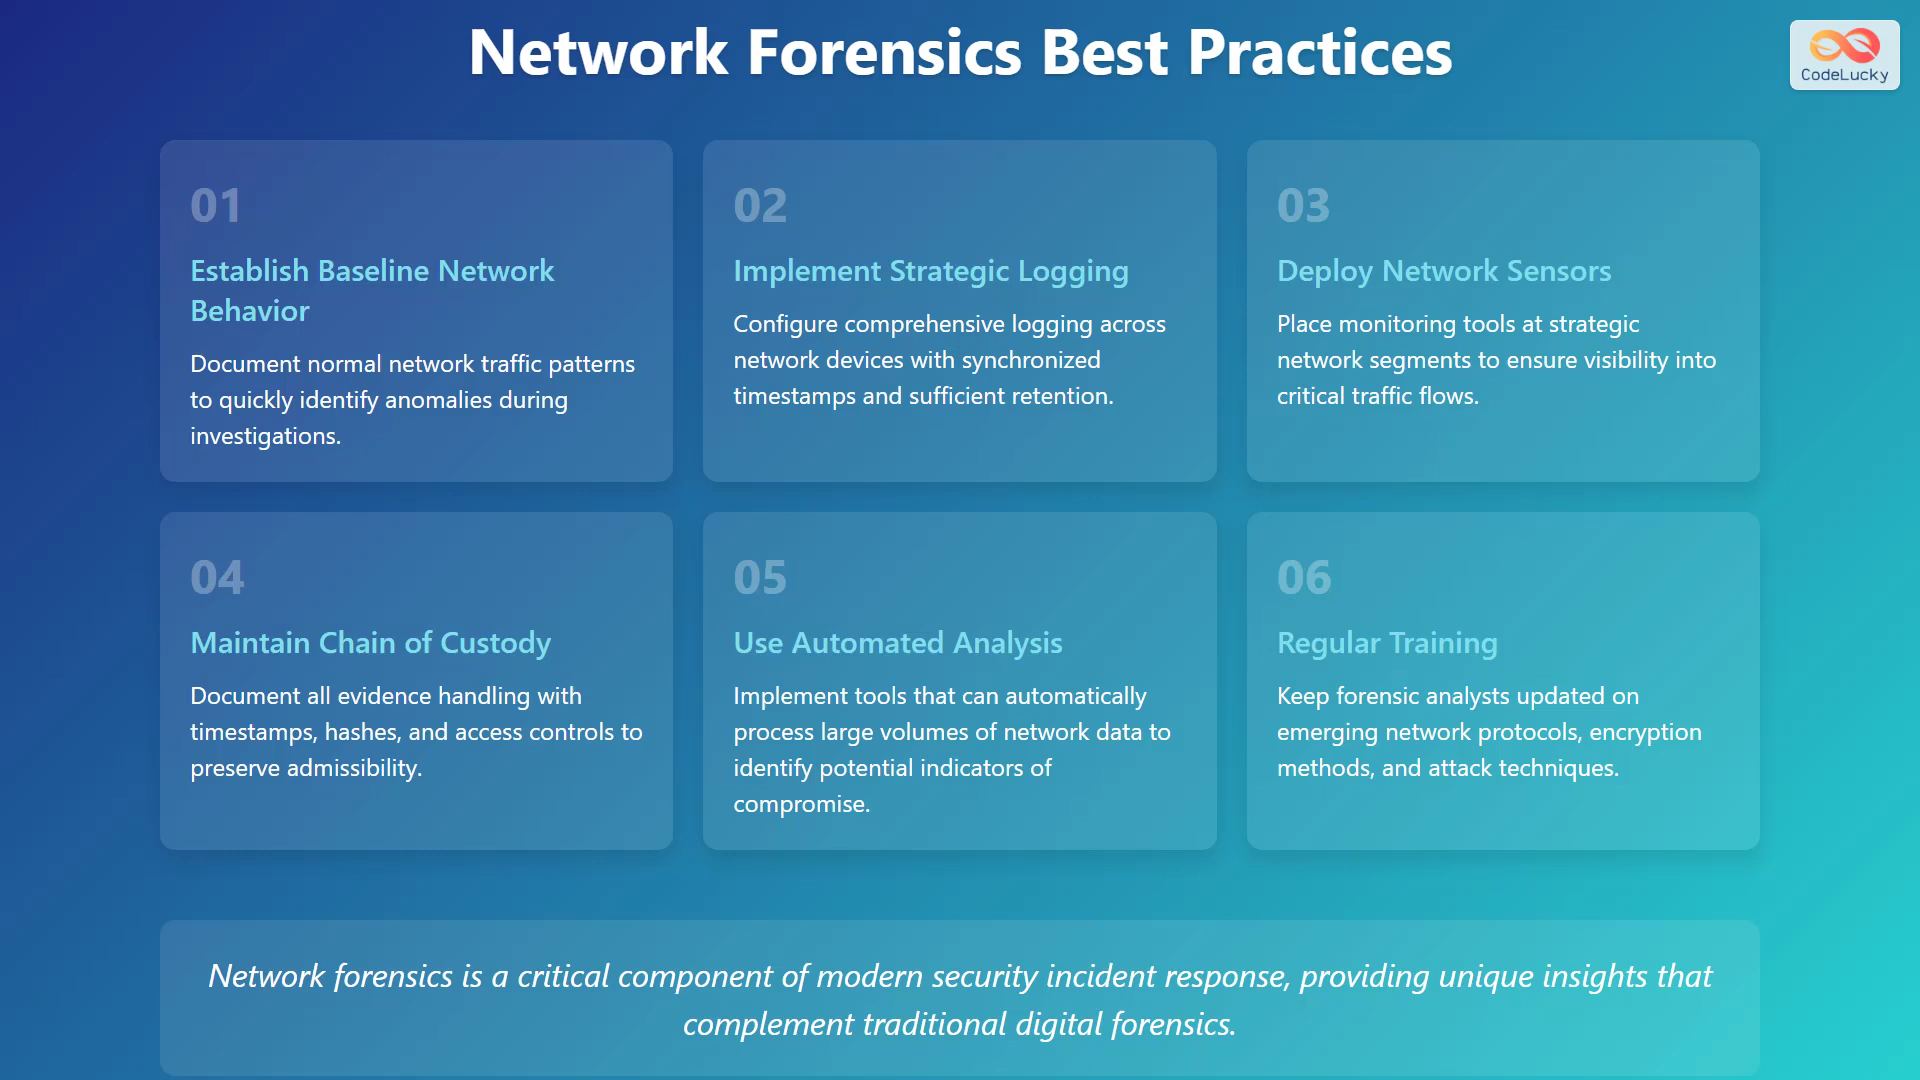 Network Forensics Best Practices
CodeLucky
01
Establish Baseline Network
Behavior
Document normal network traffic patterns
to quickly identify anomalies during
investigations.
02
Implement Strategic Logging
Configure comprehensive logging across
network devices with synchronized
timestamps and sufficient retention.
03
Deploy Network Sensors
Place monitoring tools at strategic
network segments to ensure visibility into
critical traffic flows.
04
Maintain Chain of Custody
Document all evidence handling with
timestamps, hashes, and access controls to
preserve admissibility.
05
Use Automated Analysis
Implement tools that can automatically
process large volumes of network data to
identify potential indicators of
compromise.
06
Regular Training
Keep forensic analysts updated on
emerging network protocols, encryption
methods, and attack techniques.
Network forensics is a critical component of modern security incident response, providing unique insights that
complement traditional digital forensics.